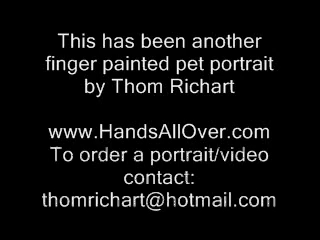 This has been another
finger painted pet portrait
by Thom Richart
www.HandsAllOver.com
To order a portrait/video
contact:
thomrichart@hotmail.com